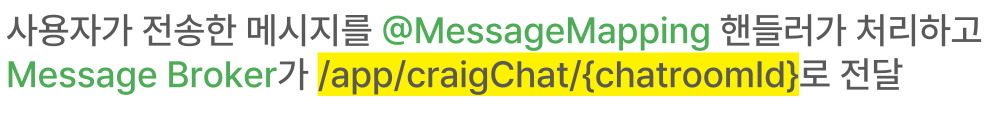 사용자가 전송한 메시지를 @MessageMapping 핸들러가 처리하고
Message Broker가 /app/craigChat/{chatroomId}로 전달